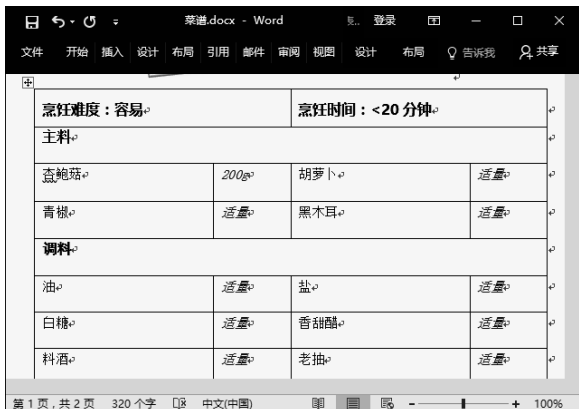 菜谱.docx - Word 登录
文件 开始 插入 设计 布局 引用 邮件 审阅 视图 设计 布局 告诉我 共享
烹饪难度：容易 烹饪时间：<20 分钟
主料
杏鲍菇 200g 胡萝卜 适量
青椒 适量 黑木耳 适量
调料
油 适量 盐 适量
白糖 适量 香甜醋 适量
料酒 适量 老抽 适量
第 1 页，共 2 页 320 个字 中文(中国) 100%